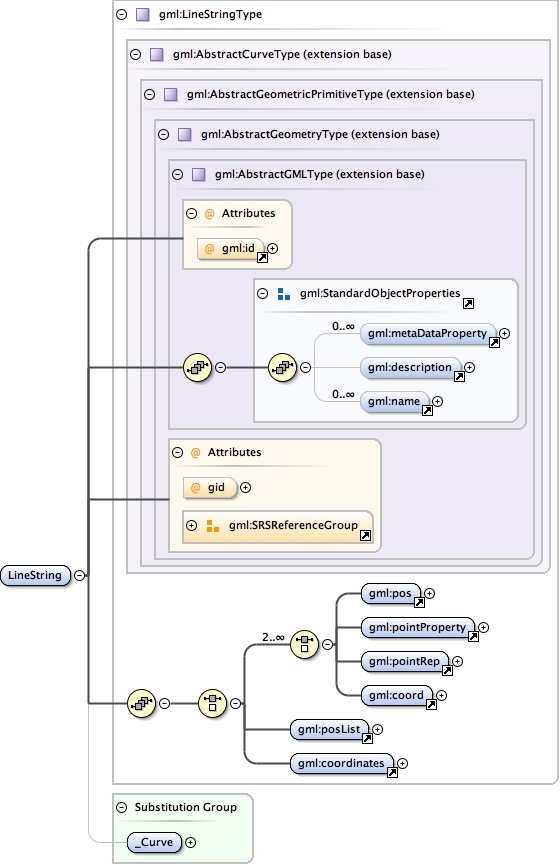 gml:LineStringType
gml:AbstractCurveType (extension base)
gml:AbstractGeometricPrimitiveType (extension base)
gml:AbstractGeometryType (extension base)
gml:AbstractGMLType (extension base)
@ Attributes
@ gml:id
gml:StandardObjectProperties
0..∞
gml:metaDataProperty
gml:description
0..∞
gml:name
@ Attributes
@ gid
gml:SRSReferenceGroup
LineString
2..∞
gml:pos
gml:pointProperty
gml:pointRep
gml:coord
gml:posList
gml:coordinates
Substitution Group
_Curve